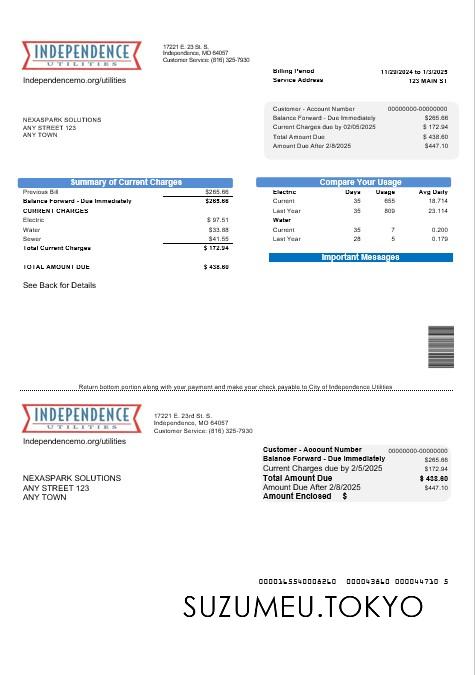 INDEPENDENCE
UTILITIES
Independencemo.org/utilities
17221 E. 23 St. S.
Independence, MO 64057
Customer Service: (816) 325-7930
Billing Period 11/29/2024 to 1/3/2025
Service Address 123 MAIN ST
NEXASPARK SOLUTIONS
ANY STREET 123
ANY TOWN
Customer - Account Number 00000000-00000000
Balance Forward - Due Immediately $265.66
Current Charges due by 02/05/2025 $ 172.94
Total Amount Due $ 438.60
Amount Due After 2/8/2025 $447.10
Summary of Current Charges
Previous Bill $265.66
Balance Forward - Due Immediately $265.66
CURRENT CHARGES
Electric $ 97.51
Water $33.88
Sewer $41.55
Total Current Charges $ 172.94
TOTAL AMOUNT DUE $ 438.60
See Back for Details
Compare Your Usage
Electric Days Usage Avg Daily
Current 35 655 18.714
Last Year 35 809 23.114
Water
Current 35 7 0.200
Last Year 28 5 0.179
Important Messages
Return bottom portion along with your payment and make your check payable to City of Independence Utilities
INDEPENDENCE
UTILITIES
Independencemo.org/utilities
17221 E. 23rd St. S.
Independence, MO 64057
Customer Service: (816) 325-7930
NEXASPARK SOLUTIONS
ANY STREET 123
ANY TOWN
Customer - Account Number 00000000-00000000
Balance Forward - Due Immediately $265.66
Current Charges due by 2/5/2025 $172.94
Total Amount Due $ 438.60
Amount Due After 2/8/2025 $447.10
Amount Enclosed $
0000165540008260 000043860 000044710 5
SUZUMEU.TOKYO